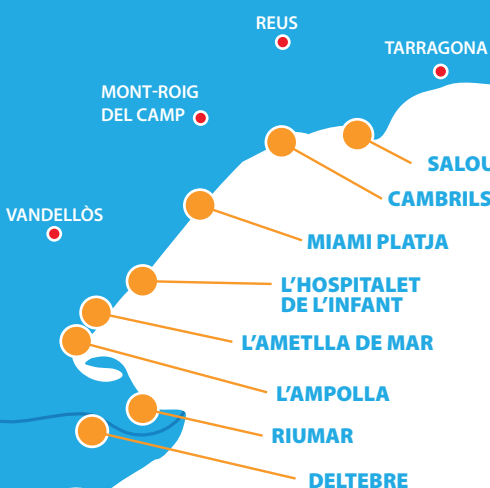 REUS
TARRAGONA
MONT-ROIG
DEL CAMP
SALOU
CAMBRILS
VANDELLÒS
MIAMI PLATJA
L'HOSPITALET
DE L'INFANT
L'AMETLLA DE MAR
L'AMPOLLA
RIUMAR
DELTEBRE